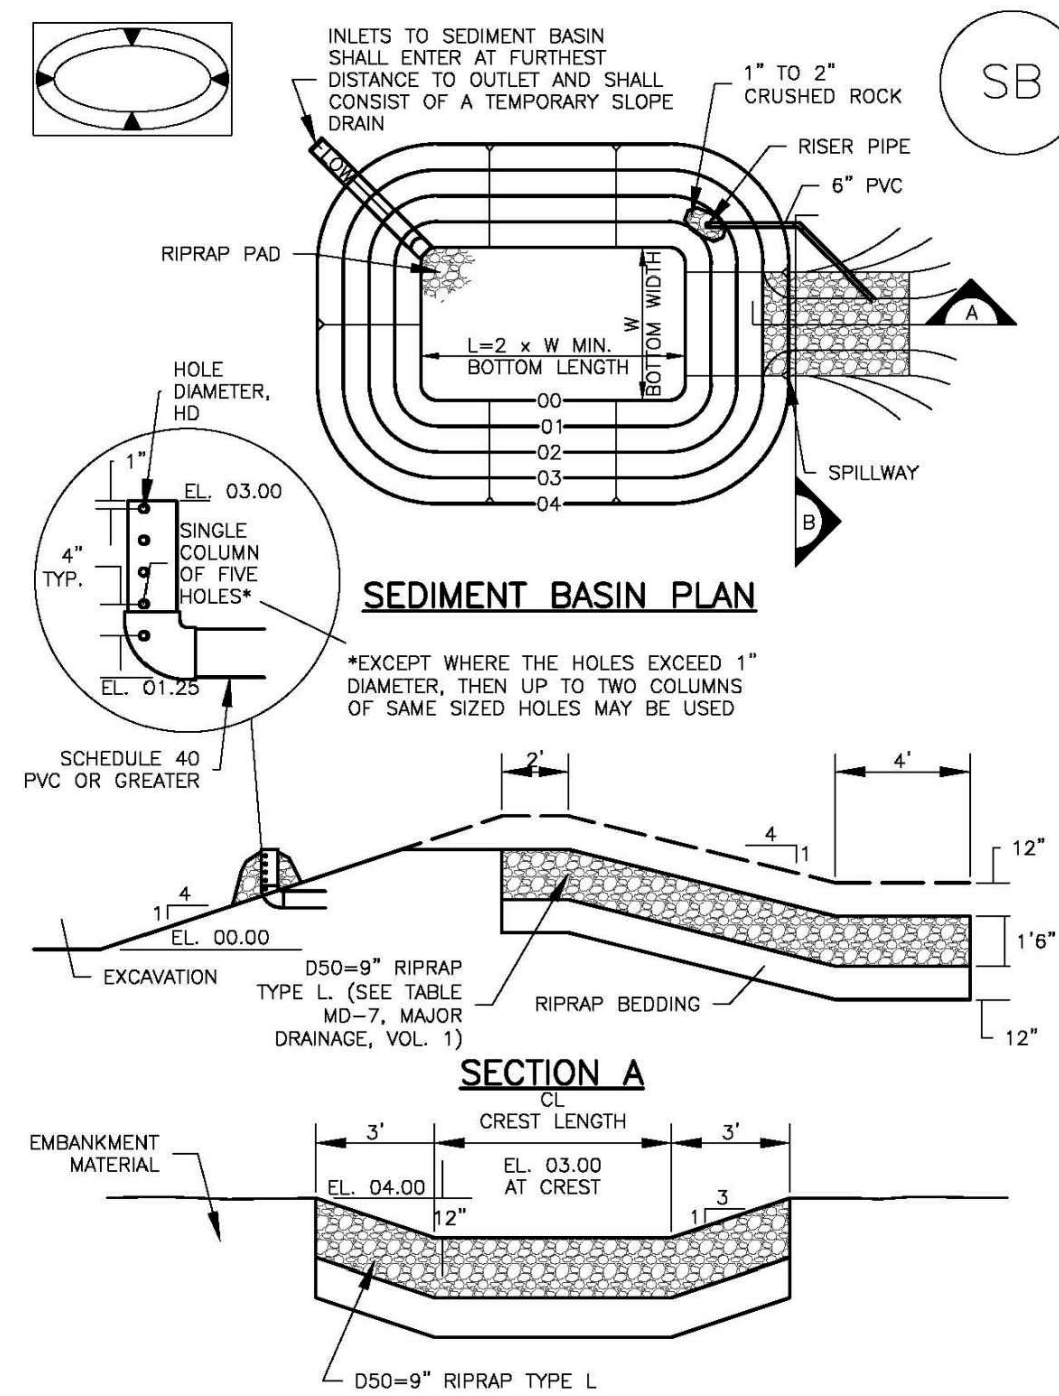 INLETS TO SEDIMENT BASIN
SHALL ENTER AT FURTHEST
DISTANCE TO OUTLET AND SHALL
CONSIST OF A TEMPORARY SLOPE
DRAIN
1" TO 2"
CRUSHED ROCK
SB
RISER PIPE
6" PVC
FLOW
RIPRAP PAD
W
BOTTOM WIDTH
L=2 x W MIN.
BOTTOM LENGTH
A
00
01
02
03
04
SPILLWAY
B
HOLE
DIAMETER,
HD
1"
EL. 03.00
4"
TYP.
SINGLE
COLUMN
OF FIVE
HOLES*
EL. 01.25
SEDIMENT BASIN PLAN
*EXCEPT WHERE THE HOLES EXCEED 1"
DIAMETER, THEN UP TO TWO COLUMNS
OF SAME SIZED HOLES MAY BE USED
SCHEDULE 40
PVC OR GREATER
2'
4'
4
1
12"
4
1
EL. 00.00
1'6"
EXCAVATION
D50=9" RIPRAP
TYPE L. (SEE TABLE
MD-7, MAJOR
DRAINAGE, VOL. 1)
RIPRAP BEDDING
12"
SECTION A
CL
CREST LENGTH
3'
3'
EMBANKMENT
MATERIAL
EL. 04.00
EL. 03.00
AT CREST
12"
3
1
D50=9" RIPRAP TYPE L